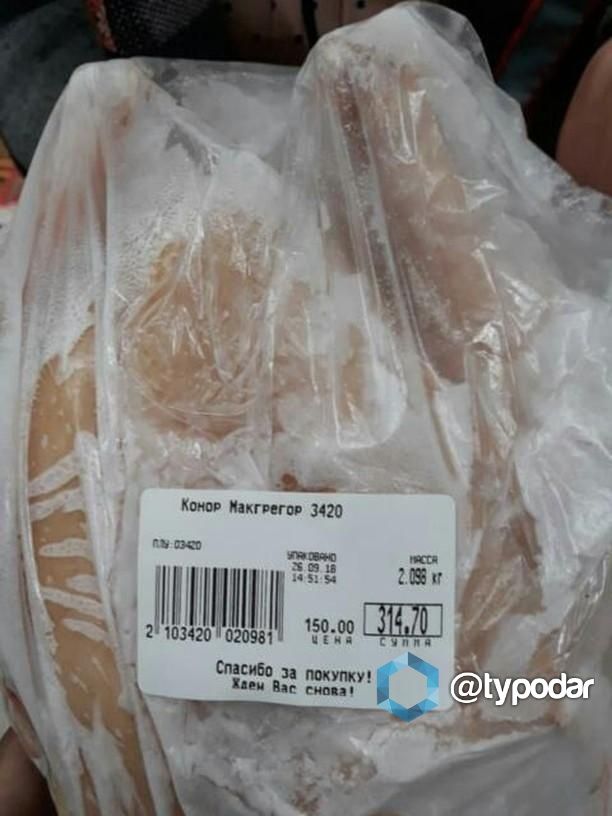 Конор Макгрегор 3420
ПЛУ:03420
УПАКОВАНО
26.09.18
14:51:54
МАССА
2.098 кг
150.00
ЦЕНА
314.70
СУММА
2 103420 020981
Спасибо за покупку!
Ждем Вас снова!
@typodar